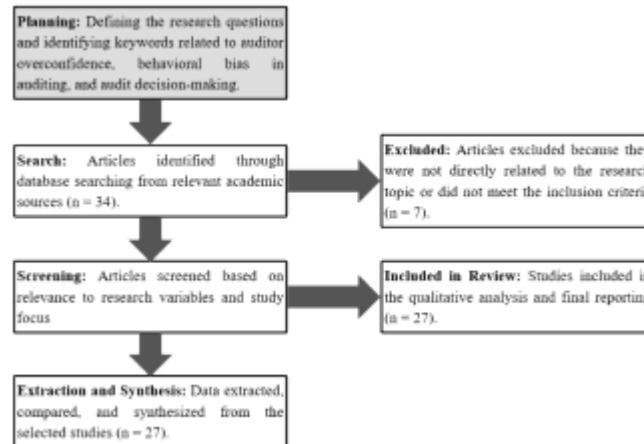 Planning: Defining the research questions
and identifying keywords related to auditor
overconfidence, behavioral bias in
auditing, and audit decision-making.
Search: Articles identified through
database searching from relevant academic
sources (n = 34).
Excluded: Articles excluded because the
were not directly related to the research
topic or did not meet the inclusion criteri
(n = 7).
Screening: Articles screened based on
relevance to research variables and study
focus
Included in Review: Studies included i
the qualitative analysis and final reporting
(n = 27).
Extraction and Synthesis: Data extracted,
compared, and synthesized from the
selected studies (n = 27).